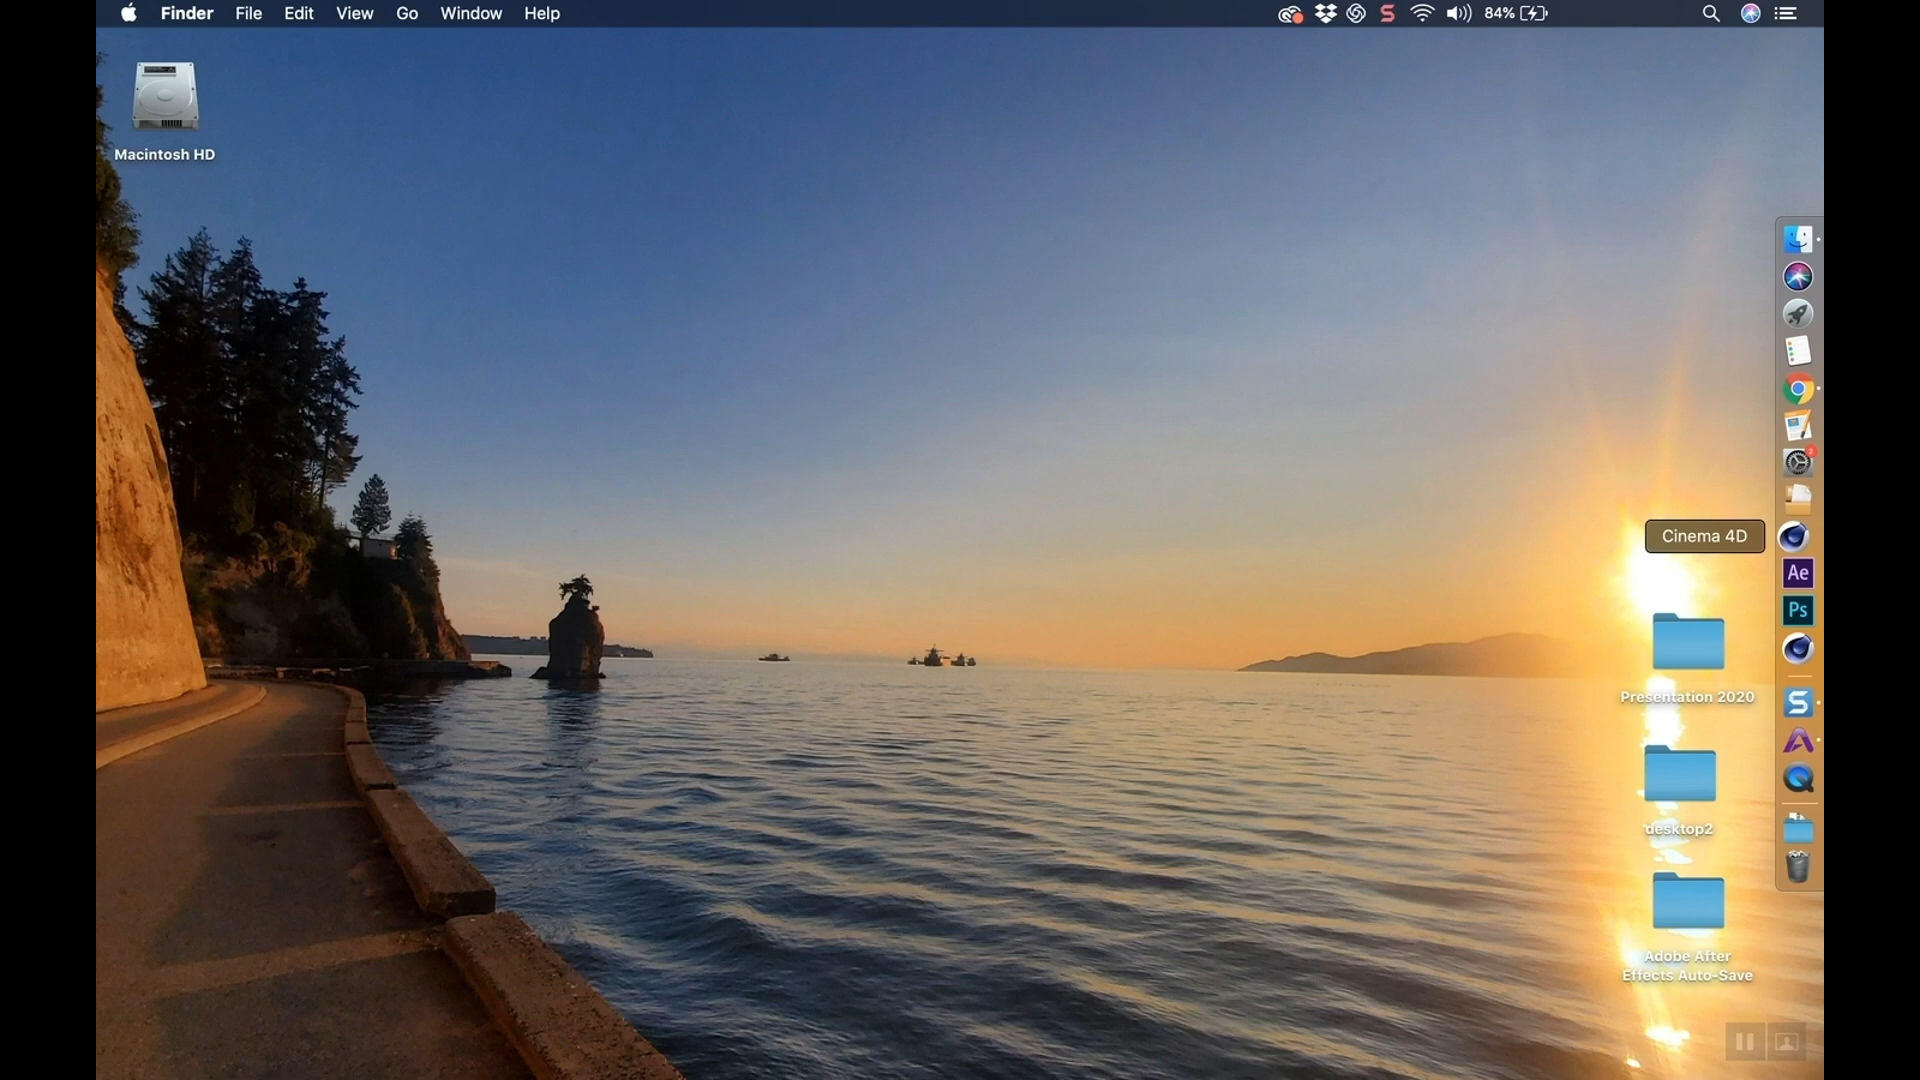 Finder File Edit View Go Window Help
S 84%
Macintosh HD
Cinema 4D
Ae
Ps
Presentation 2020
S
desktop2
Adobe After
Effects Auto-Save